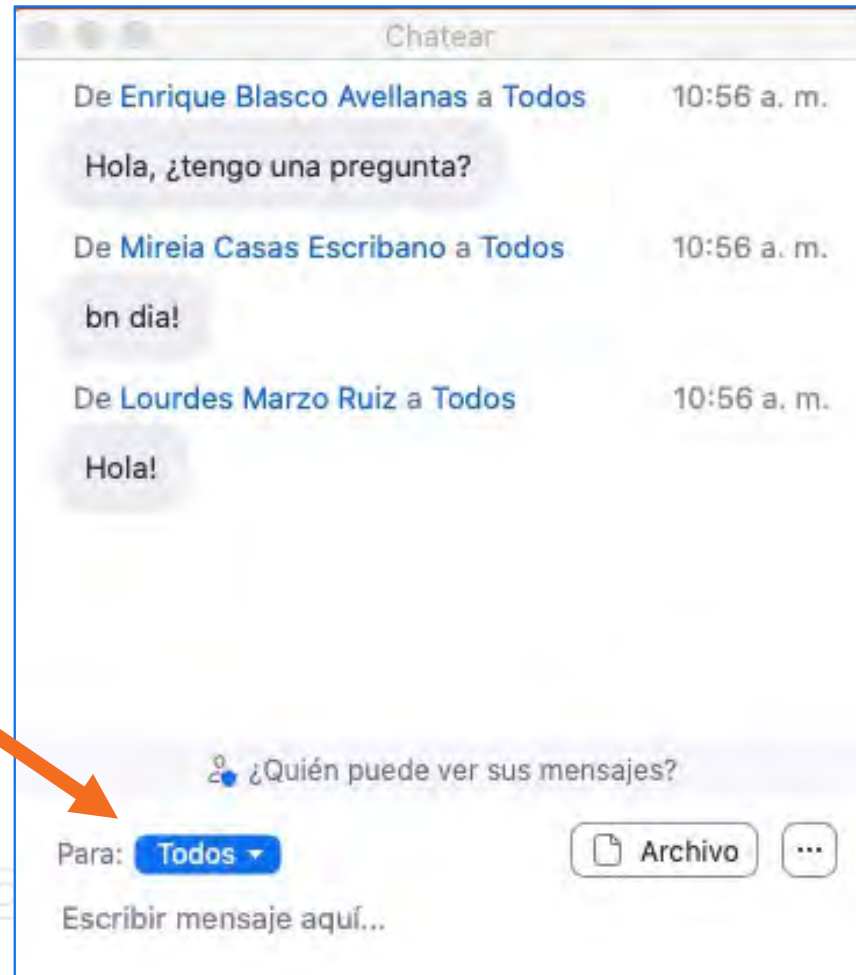 Chatear
De Enrique Blasco Avellanas a Todos 10:56 a. m.
Hola, ¿tengo una pregunta?
De Mireia Casas Escribano a Todos 10:56 a. m.
bn dia!
De Lourdes Marzo Ruiz a Todos 10:56 a. m.
Hola!
¿Quién puede ver sus mensajes?
Para: Todos Archivo ...
Escribir mensaje aquí...